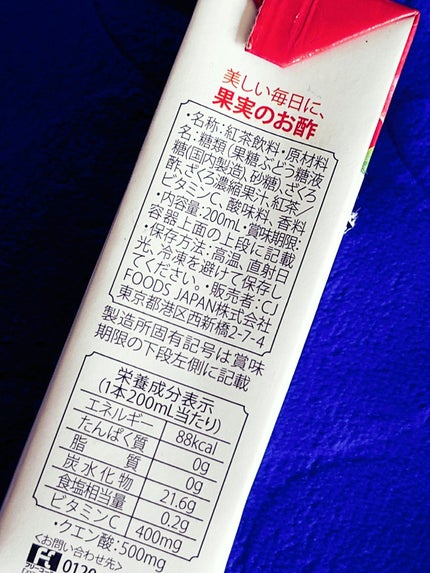 美しい毎日に、
果実のお酢
・名称:紅茶飲料・原材料
名:糖類(果糖ぶどう糖液
糖(国内製造)、砂糖)、ざくろ
酢、ざくろ濃縮果汁、紅茶/
ビタミンC、酸味料、香料
・内容量:200mL・賞味期限:
容器上面の上段に記載
・保存方法:高温、直射日
光、冷凍を避けて保存し
てください。・販売者:CJ
FOODS JAPAN株式会社
東京都港区西新橋2-7-4
製造所固有記号は賞味
期限の下段左側に記載
栄養成分表示
(1本200mL当たり)
エネルギー 88kcal
たんぱく質 0g
脂質 0g
炭水化物 21.6g
食塩相当量 0.2g
ビタミンC 400mg
・クエン酸:500mg
<お問い合わせ先>
0120